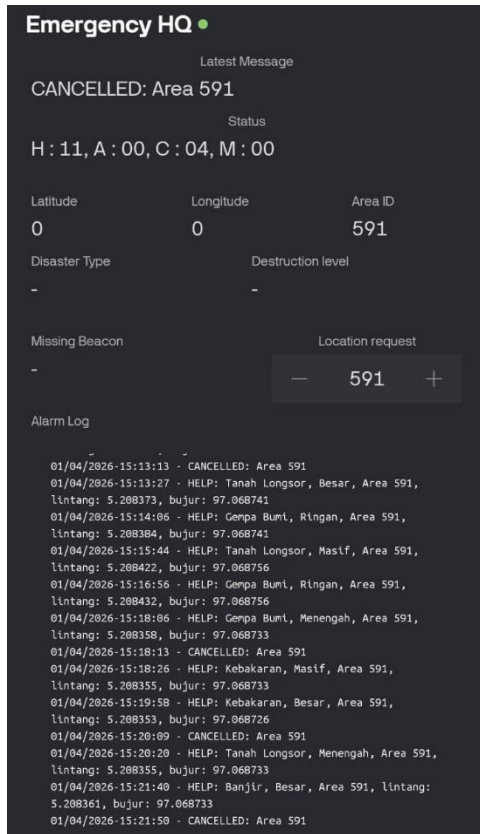 Emergency HQ
Latest Message
CANCELLED: Area 591
Status
H : 11, A : 00, C : 04, M : 00
Latitude Longitude Area ID
0 0 591
Disaster Type Destruction level
- -
Missing Beacon Location request
- — 591 +
Alarm Log
01/04/2026-15:13:13 - CANCELLED: Area 591
01/04/2026-15:13:27 - HELP: Tanah Longsor, Besar, Area 591,
lintang: 5.208373, bujur: 97.068741
01/04/2026-15:14:06 - HELP: Gempa Bumi, Ringan, Area 591,
lintang: 5.208384, bujur: 97.068741
01/04/2026-15:15:44 - HELP: Tanah Longsor, Masif, Area 591,
lintang: 5.208422, bujur: 97.068756
01/04/2026-15:16:56 - HELP: Gempa Bumi, Ringan, Area 591,
lintang: 5.208432, bujur: 97.068756
01/04/2026-15:18:06 - HELP: Gempa Bumi, Menengah, Area 591,
lintang: 5.208358, bujur: 97.068733
01/04/2026-15:18:13 - CANCELLED: Area 591
01/04/2026-15:18:26 - HELP: Kebakaran, Masif, Area 591,
lintang: 5.208355, bujur: 97.068733
01/04/2026-15:19:58 - HELP: Kebakaran, Besar, Area 591,
lintang: 5.208353, bujur: 97.068726
01/04/2026-15:20:09 - CANCELLED: Area 591
01/04/2026-15:20:20 - HELP: Tanah Longsor, Menengah, Area 591,
lintang: 5.208355, bujur: 97.068733
01/04/2026-15:21:40 - HELP: Banjir, Besar, Area 591, lintang:
5.208361, bujur: 97.068733
01/04/2026-15:21:50 - CANCELLED: Area 591